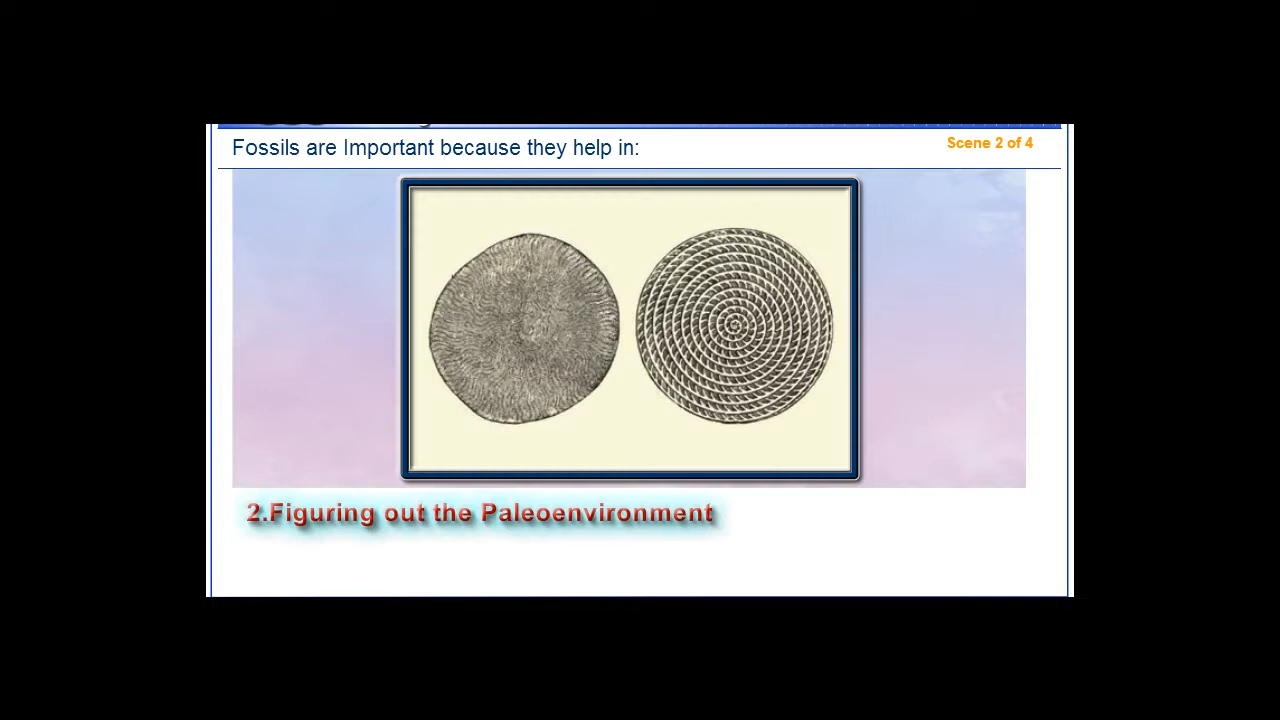 Fossils are Important because they help in:
Scene 2 of 4
2.Figuring out the Paleoenvironment